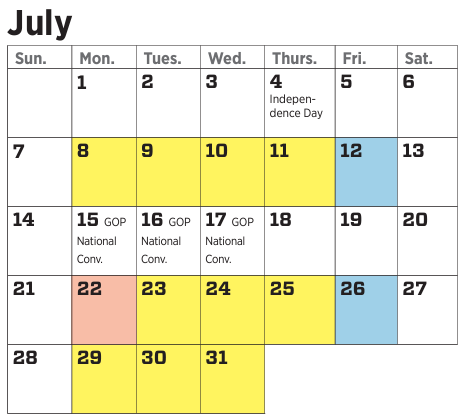 July
Sun. Mon. Tues. Wed. Thurs. Fri. Sat.
1 2 3 4 5 6
Indepen-
dence Day
7 8 9 10 11 12 13
14 15 GOP 16 GOP 17 GOP 18 19 20
National National National
Conv. Conv. Conv.
21 22 23 24 25 26 27
28 29 30 31